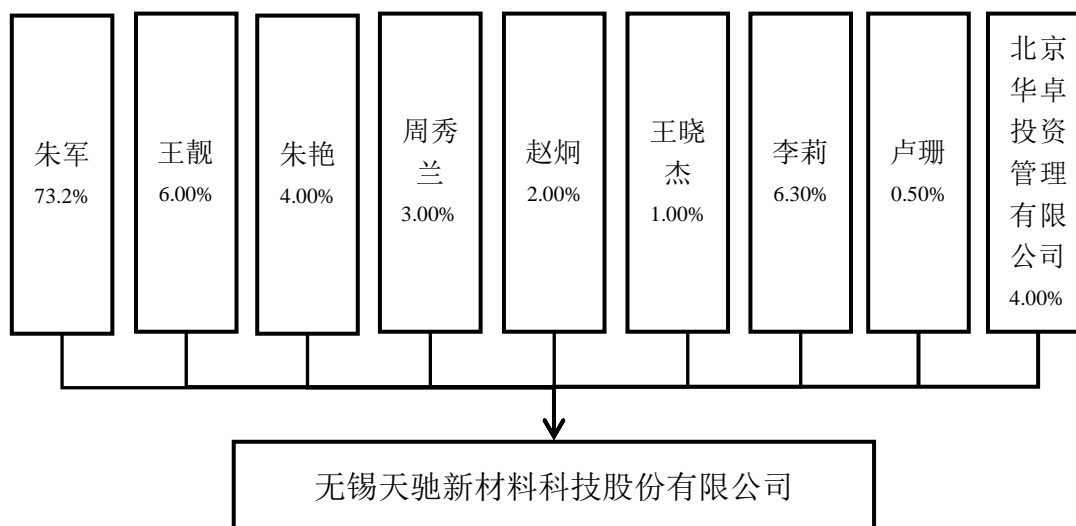 朱军
73.2%
王靓
6.00%
朱艳
4.00%
周秀
兰
3.00%
赵炯
2.00%
王晓
杰
1.00%
李莉
6.30%
卢珊
0.50%
北京
华卓
投资
管理
有限
公司
4.00%
无锡天驰新材料科技股份有限公司